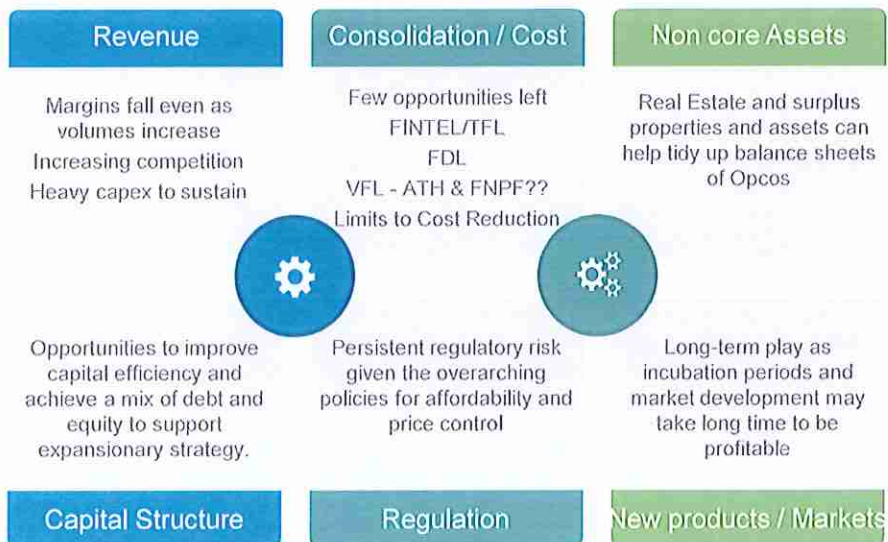 Revenue
Margins fall even as
volumes increase
Increasing competition
Heavy capex to sustain
Consolidation / Cost
Few opportunities left
FINTEL/TFL
FDL
VFL - ATH & FNPF??
Limits to Cost Reduction
Non core Assets
Real Estate and surplus
properties and assets can
help tidy up balance sheets
of Opcos
Opportunities to improve
capital efficiency and
achieve a mix of debt and
equity to support
expansionary strategy.
Capital Structure
Persistent regulatory risk
given the overarching
policies for affordability and
price control
Regulation
Long-term play as
incubation periods and
market development may
take long time to be
profitable
New products / Markets